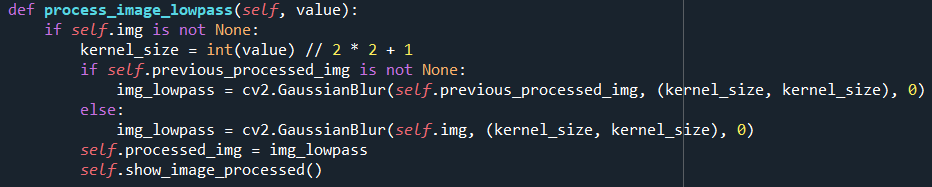 def process_image_lowpass(self, value):
    if self.img is not None:
        kernel_size = int(value) // 2 * 2 + 1
        if self.previous_processed_img is not None:
            img_lowpass = cv2.GaussianBlur(self.previous_processed_img, (kernel_size, kernel_size), 0)
        else:
            img_lowpass = cv2.GaussianBlur(self.img, (kernel_size, kernel_size), 0)
        self.processed_img = img_lowpass
        self.show_image_processed()